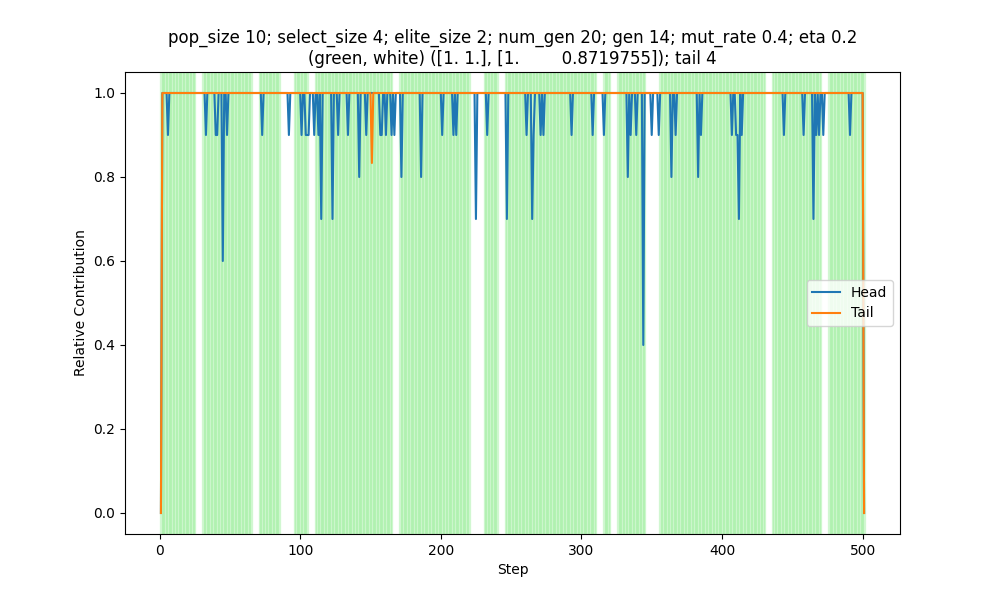 pop_size 10; select_size 4; elite_size 2; num_gen 20; gen 14; mut_rate 0.4; eta 0.2
(green, white) ([1. 1.], [1.        0.8719755]); tail 4
1.0
0.8
0.6
0.4
0.2
0.0
Relative Contribution
Head
Tail
0 100 200 300 400 500
Step